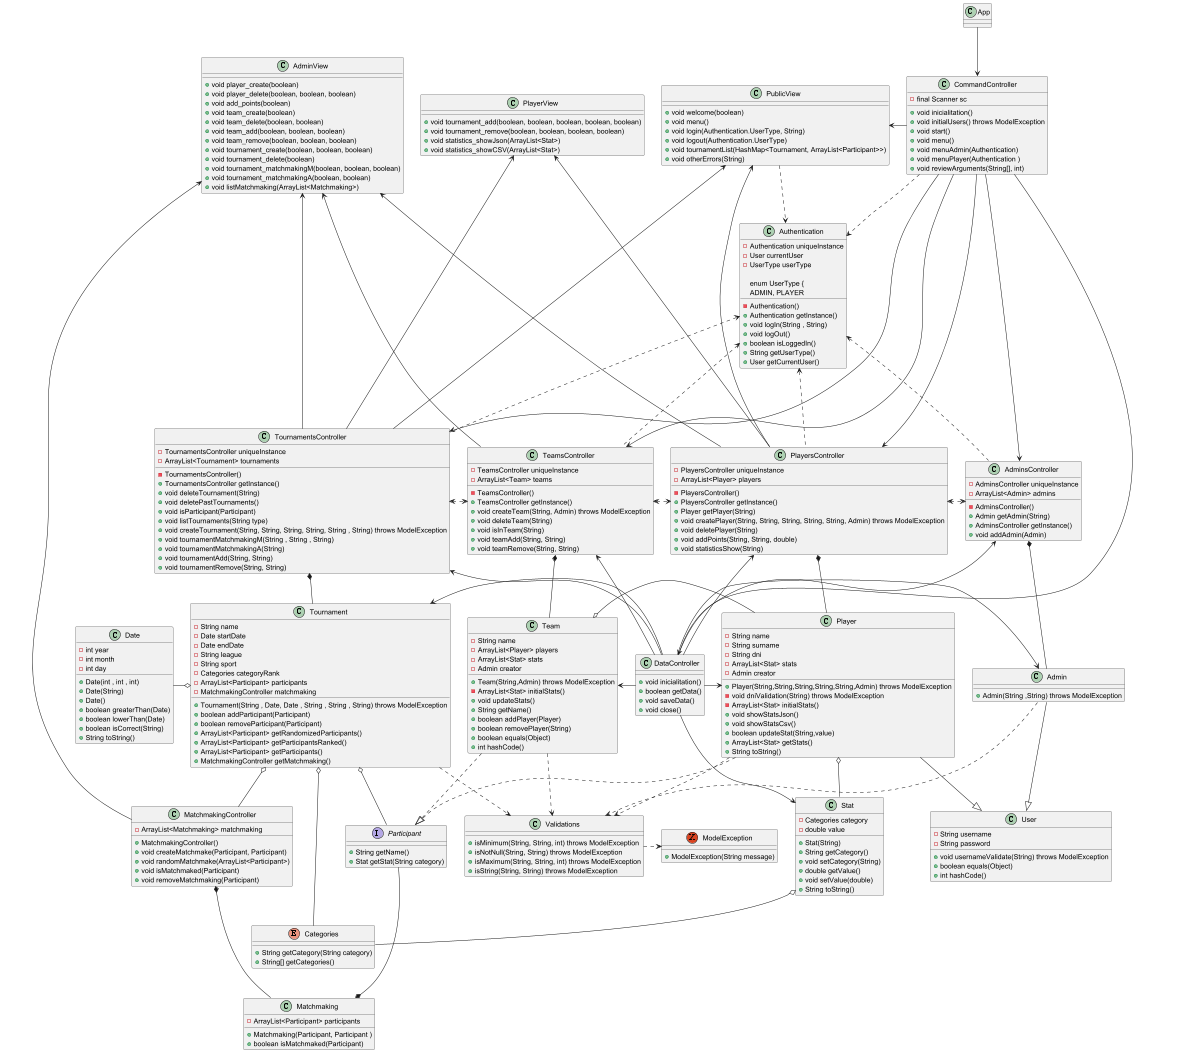 C App
C AdminView
void player_create(boolean)
void player_delete(boolean, boolean, boolean)
void add_points(boolean)
void team_create(boolean)
void team_delete(boolean, boolean)
void team_add(boolean, boolean, boolean)
void team_remove(boolean, boolean, boolean)
void tournament_create(boolean, boolean, boolean)
void tournament_delete(boolean)
void tournament_matchmakingM(boolean, boolean, boolean)
void tournament_matchmakingA(boolean, boolean)
void listMatchmaking(ArrayList<Matchmaking>)
C PlayerView
void tournament_add(boolean, boolean, boolean, boolean, boolean)
void tournament_remove(boolean, boolean, boolean, boolean)
void statistics_showJson(ArrayList<Stat>)
void statistics_showCSV(ArrayList<Stat>)
C PublicView
void welcome(boolean)
void menu()
void login(Authentication.UserType, String)
void logout(Authentication.UserType)
void tournamentList(HashMap<Tournament, ArrayList<Participant>>)
void otherErrors(String)
C CommandController
final Scanner sc
void inicialitation()
void initialUsers() throws ModelException
void start()
void menu()
void menuAdmin(Authentication)
void menuPlayer(Authentication )
void reviewArguments(String[], int)
C Authentication
Authentication uniqueInstance
User currentUser
UserType userType
enum UserType {
ADMIN, PLAYER
Authentication()
Authentication getInstance()
void logIn(String , String)
void logOut()
boolean isLoggedIn()
String getUserType()
User getCurrentUser()
C TournamentsController
TournamentsController uniqueInstance
ArrayList<Tournament> tournaments
TournamentsController()
TournamentsController getInstance()
void deleteTournament(String)
void deletePastTournaments()
void isParticipant(Participant)
void listTournaments(String type)
void createTournament(String, String, String, String, String , String) throws ModelException
void tournamentMatchmakingM(String , String , String)
void tournamentMatchmakingA(String)
void tournamentAdd(String, String)
void tournamentRemove(String, String)
C TeamsController
TeamsController uniqueInstance
ArrayList<Team> teams
TeamsController()
TeamsController getInstance()
void createTeam(String, Admin) throws ModelException
void deleteTeam(String)
void isInTeam(String)
void teamAdd(String, String)
void teamRemove(String, String)
C PlayersController
PlayersController uniqueInstance
ArrayList<Player> players
PlayersController()
PlayersController getInstance()
Player getPlayer(String)
void createPlayer(String, String, String, String, String, Admin) throws ModelException
void deletePlayer(String)
void addPoints(String, String, double)
void statisticsShow(String)
C AdminsController
AdminsController uniqueInstance
ArrayList<Admin> admins
AdminsController()
Admin getAdmin(String)
AdminsController getInstance()
void addAdmin(Admin)
C Date
int year
int month
int day
Date(int , int , int)
Date(String)
Date()
boolean greaterThan(Date)
boolean lowerThan(Date)
boolean isCorrect(String)
String toString()
C Tournament
String name
Date startDate
Date endDate
String league
String sport
Categories categoryRank
ArrayList<Participant> participants
MatchmakingController matchmaking
Tournament(String , Date, Date , String , String , String) throws ModelException
boolean addParticipant(Participant)
boolean removeParticipant(Participant)
ArrayList<Participant> getRandomizedParticipants()
ArrayList<Participant> getParticipantsRanked()
ArrayList<Participant> getParticipants()
MatchmakingController getMatchmaking()
C Team
String name
ArrayList<Player> players
ArrayList<Stat> stats
Admin creator
Team(String,Admin) throws ModelException
ArrayList<Stat> initialStats()
void updateStats()
String getName()
boolean addPlayer(Player)
boolean removePlayer(String)
boolean equals(Object)
int hashCode()
C DataController
void inicialitation()
boolean getData()
void saveData()
void close()
C Player
String name
String surname
String dni
ArrayList<Stat> stats
Admin creator
Player(String,String,String,String,String,Admin) throws ModelException
void dniValidation(String) throws ModelException
ArrayList<Stat> initialStats()
void showStatsJson()
void showStatsCsv()
boolean updateStat(String,value)
ArrayList<Stat> getStats()
String toString()
C Admin
Admin(String ,String) throws ModelException
C MatchmakingController
ArrayList<Matchmaking> matchmaking
MatchmakingController()
void createMatchmake(Participant, Participant)
void randomMatchmake(ArrayList<Participant>)
void isMatchmaked(Participant)
void removeMatchmaking(Participant)
I Participant
String getName()
Stat getStat(String category)
C Validations
isMinimum(String, String, int) throws ModelException
isNotNull(String, String) throws ModelException
isMaximum(String, String, int) throws ModelException
isString(String, String) throws ModelException
ModelException
ModelException(String message)
C Stat
Categories category
double value
Stat(String)
String getCategory()
void setCategory(String)
double getValue()
void setValue(double)
String toString()
C User
String username
String password
void usernameValidate(String) throws ModelException
boolean equals(Object)
int hashCode()
E Categories
String getCategory(String category)
String[] getCategories()
C Matchmaking
ArrayList<Participant> participants
Matchmaking(Participant, Participant )
boolean isMatchmaked(Participant)